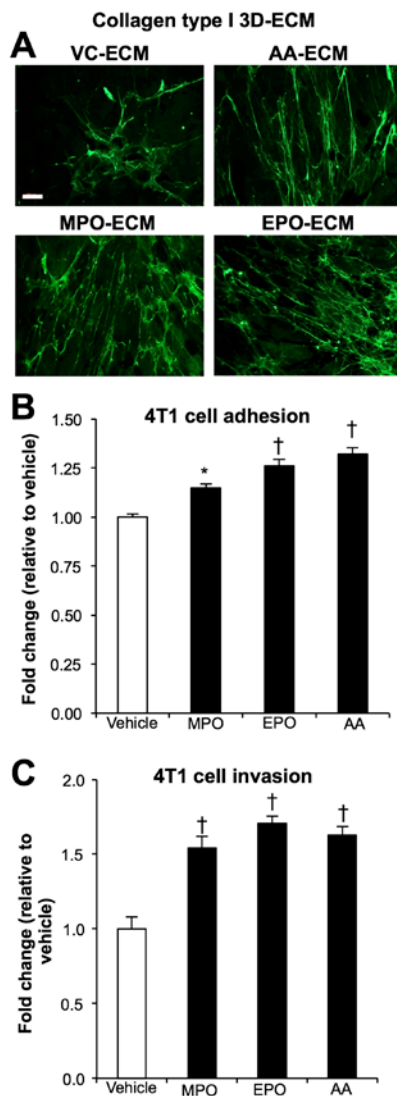 Collagen type I 3D-ECM
A
VC-ECM AA-ECM
MPO-ECM EPO-ECM
B
4T1 cell adhesion
Fold change (relative to vehicle)
1.50
1.25
1.00
0.75
0.50
0.25
0.00
* † †
Vehicle MPO EPO AA
C
4T1 cell invasion
Fold change (relative to
vehicle)
2.0
1.5
1.0
0.5
0.0
† † †
Vehicle MPO EPO AA